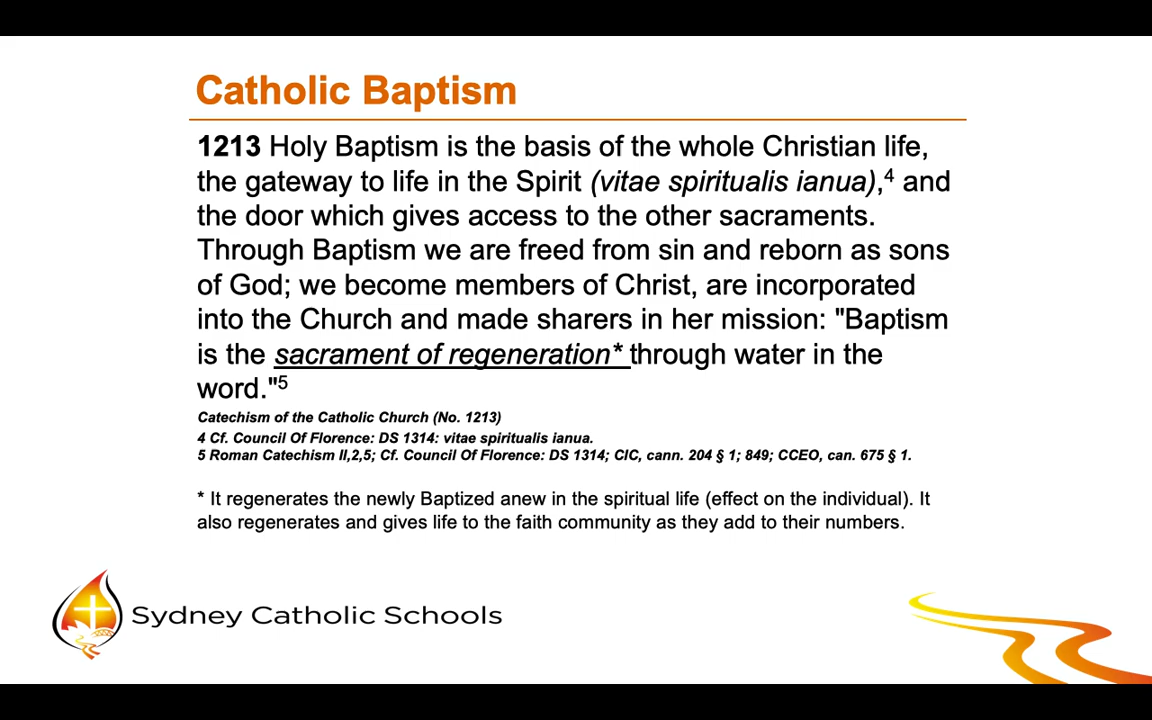 Catholic Baptism
1213 Holy Baptism is the basis of the whole Christian life,
the gateway to life in the Spirit (vitae spiritualis ianua),4 and
the door which gives access to the other sacraments.
Through Baptism we are freed from sin and reborn as sons
of God; we become members of Christ, are incorporated
into the Church and made sharers in her mission: "Baptism
is the sacrament of regeneration* through water in the
word."5
Catechism of the Catholic Church (No. 1213)
4 Cf. Council Of Florence: DS 1314: vitae spiritualis ianua.
5 Roman Catechism II,2,5; Cf. Council Of Florence: DS 1314; CIC, cann. 204 § 1; 849; CCEO, can. 675 § 1.
* It regenerates the newly Baptized anew in the spiritual life (effect on the individual). It
also regenerates and gives life to the faith community as they add to their numbers.
Sydney Catholic Schools